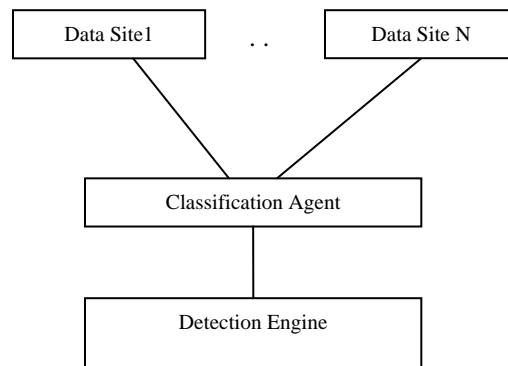 Data Site1 . . Data Site N
Classification Agent
Detection Engine